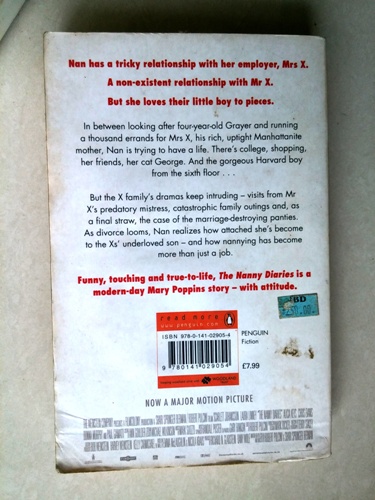 Nan has a tricky relationship with her employer, Mrs X.
A non-existent relationship with Mr X.
But she loves their little boy to pieces.
In between looking after four-year-old Grayer and running
a thousand errands for Mrs X, his rich, uptight Manhattanite
mother, Nan is trying to have a life. There's college, shopping,
her friends, her cat George. And the gorgeous Harvard boy
from the sixth floor . . .
But the X family's dramas keep intruding – visits from Mr
X's predatory mistress, catastrophic family outings and, as
a final straw, the case of the marriage-destroying panties.
As divorce looms, Nan realizes how attached she's become
to the Xs' underloved son – and how nannying has become
more than just a job.
Funny, touching and true-to-life, The Nanny Diaries is a
modern-day Mary Poppins story – with attitude.
read more
www.penguin.com
ISBN 978-0-141-02905-4
9 780141 029054
PENGUIN
Fiction
£7.99
NOW A MAJOR MOTION PICTURE